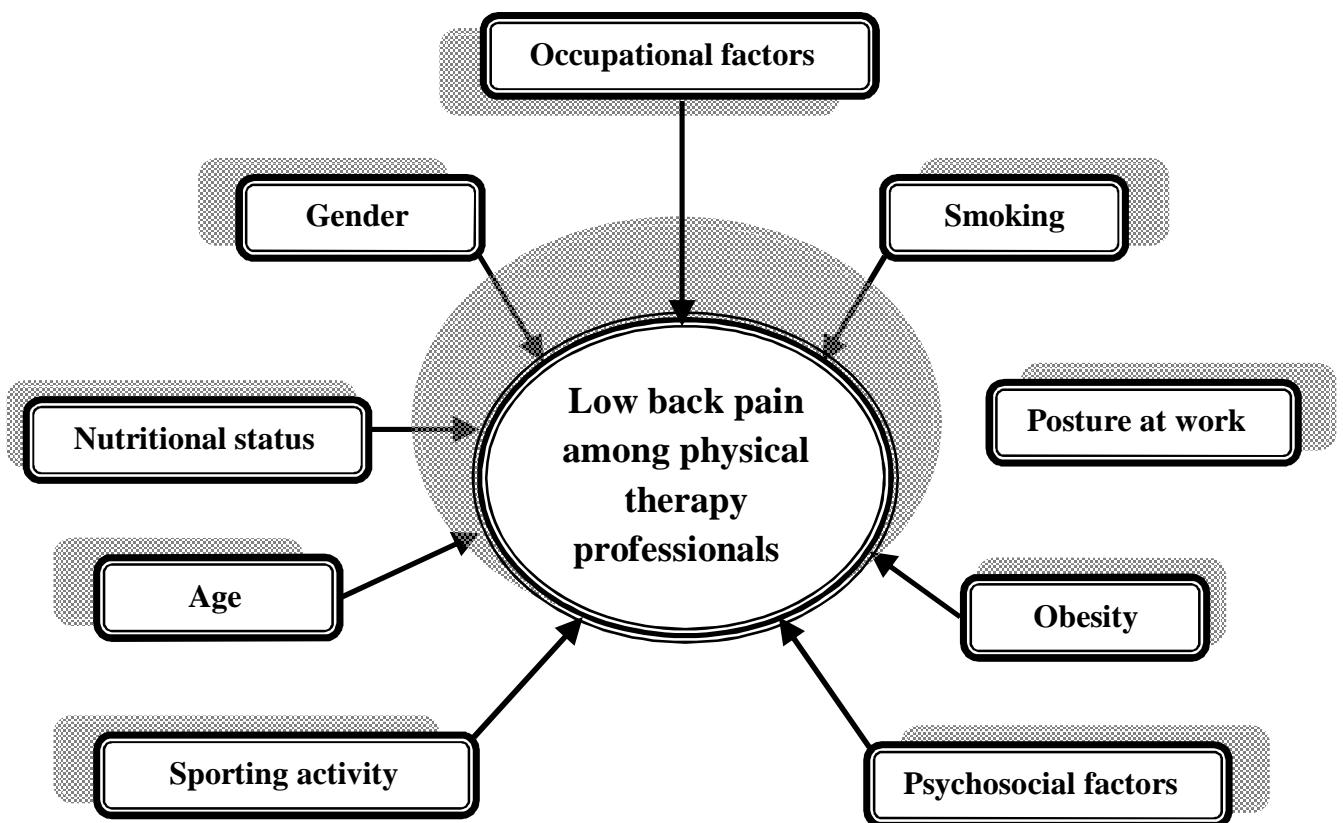 Occupational factors
Gender
Smoking
Low back pain
among physical
therapy
professionals
Nutritional status
Posture at work
Age
Obesity
Sporting activity
Psychosocial factors